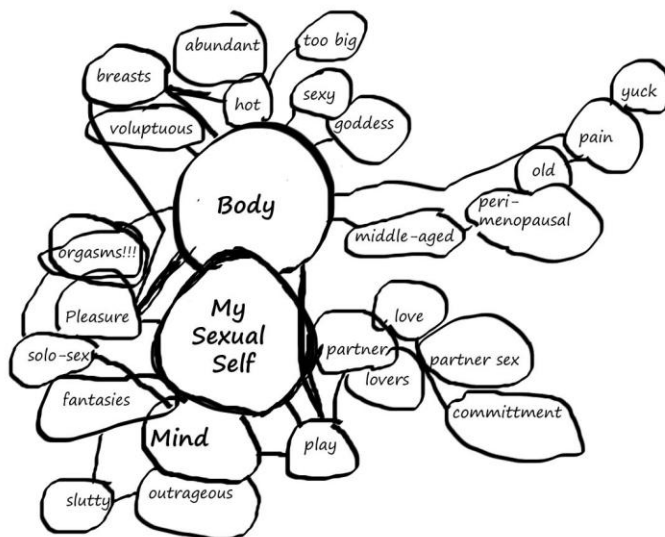 abundant
too big
breasts
hot
sexy
yuck
voluptuous
goddess
pain
old
Body
peri-
menopausal
middle-aged
orgasms!!!
My
Sexual
Self
Pleasure
love
solo-sex
partner
partner sex
lovers
fantasies
committment
Mind
play
slutty
outrageous